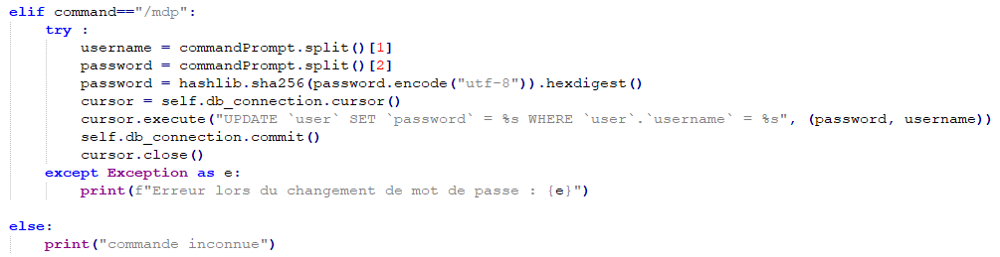 elif command=="/mdp":
    try :
        username = commandPrompt.split()[1]
        password = commandPrompt.split()[2]
        password = hashlib.sha256(password.encode("utf-8")).hexdigest()
        cursor = self.db_connection.cursor()
        cursor.execute("UPDATE `user` SET `password` = %s WHERE `user`.`username` = %s", (password, username))
        self.db_connection.commit()
        cursor.close()
    except Exception as e:
        print(f"Erreur lors du changement de mot de passe : {e}")

else:
    print("commande inconnue")